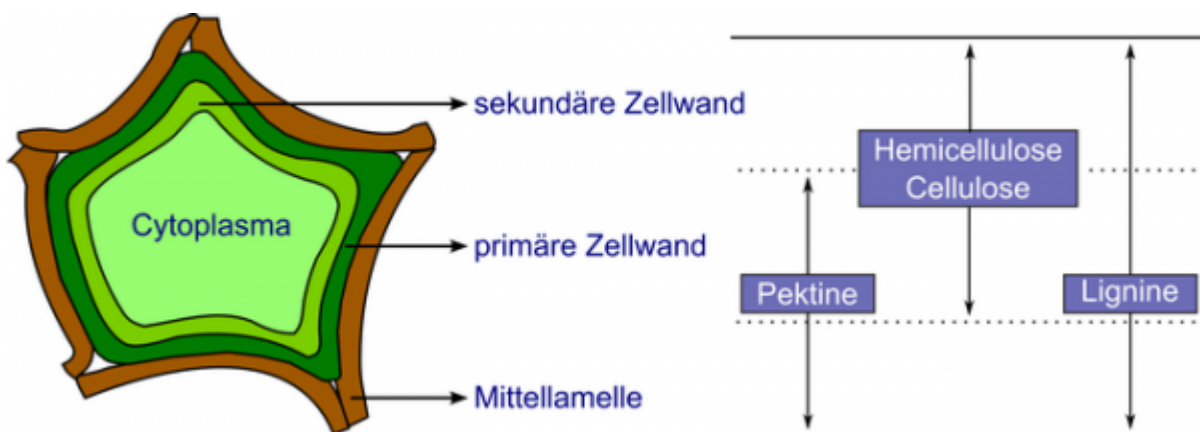 sekundäre Zellwand
Cytoplasma
primäre Zellwand
Mittellamelle
Hemicellulose
Cellulose
Pektine
Lignine